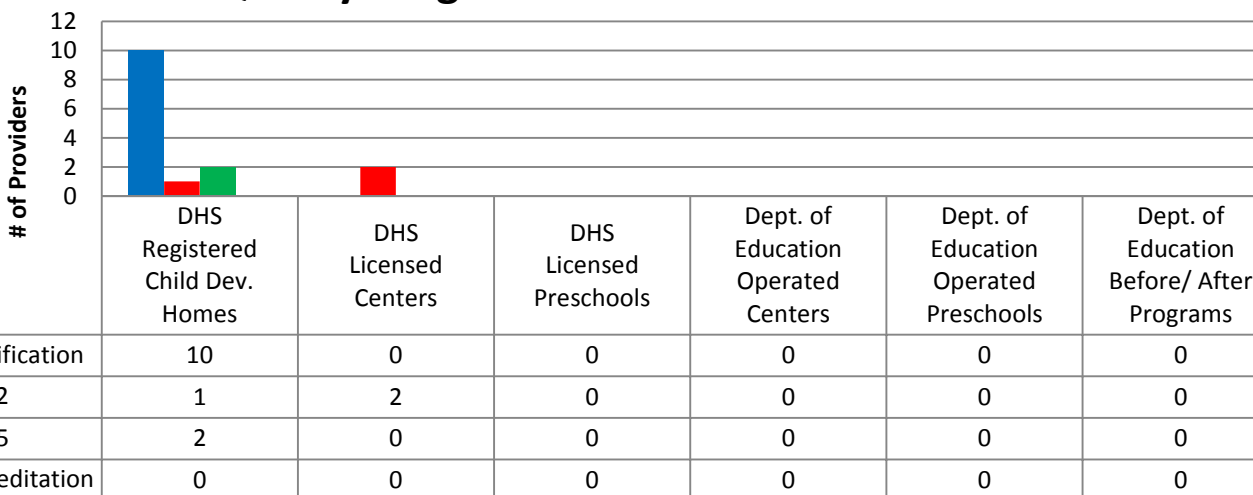 12
10
8
6
4
2
0
# of Providers
DHS
Registered
Child Dev.
Homes
DHS
Licensed
Centers
DHS
Licensed
Preschools
Dept. of
Education
Operated
Centers
Dept. of
Education
Operated
Preschools
Dept. of
Education
Before/ After
Programs
ification 10 0 0 0 0 0
2 1 2 0 0 0 0
5 2 0 0 0 0 0
editation 0 0 0 0 0 0